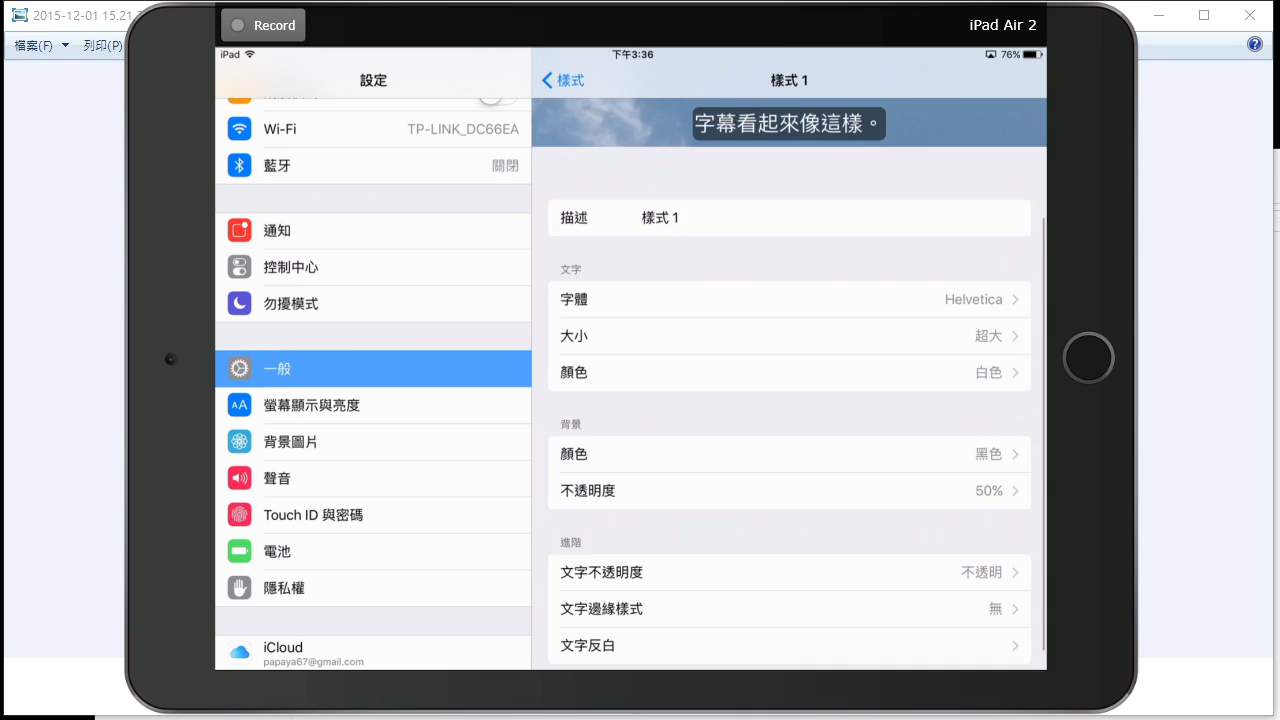 2015-12-01 15.21.
檔案(F)
列印(P)
Record
iPad Air 2
iPad
下午3:36
76%
設定
樣式
樣式 1
字幕看起來像這樣。
Wi-Fi
TP-LINK_DC66EA
藍牙
關閉
通知
控制中心
勿擾模式
一般
AA
螢幕顯示與亮度
背景圖片
聲音
Touch ID 與密碼
電池
隱私權
iCloud
papaya67@gmail.com
描述
樣式 1
文字
字體
Helvetica
大小
超大
顏色
白色
背景
顏色
黑色
不透明度
50%
進階
文字不透明度
不透明
文字邊緣樣式
無
文字反白